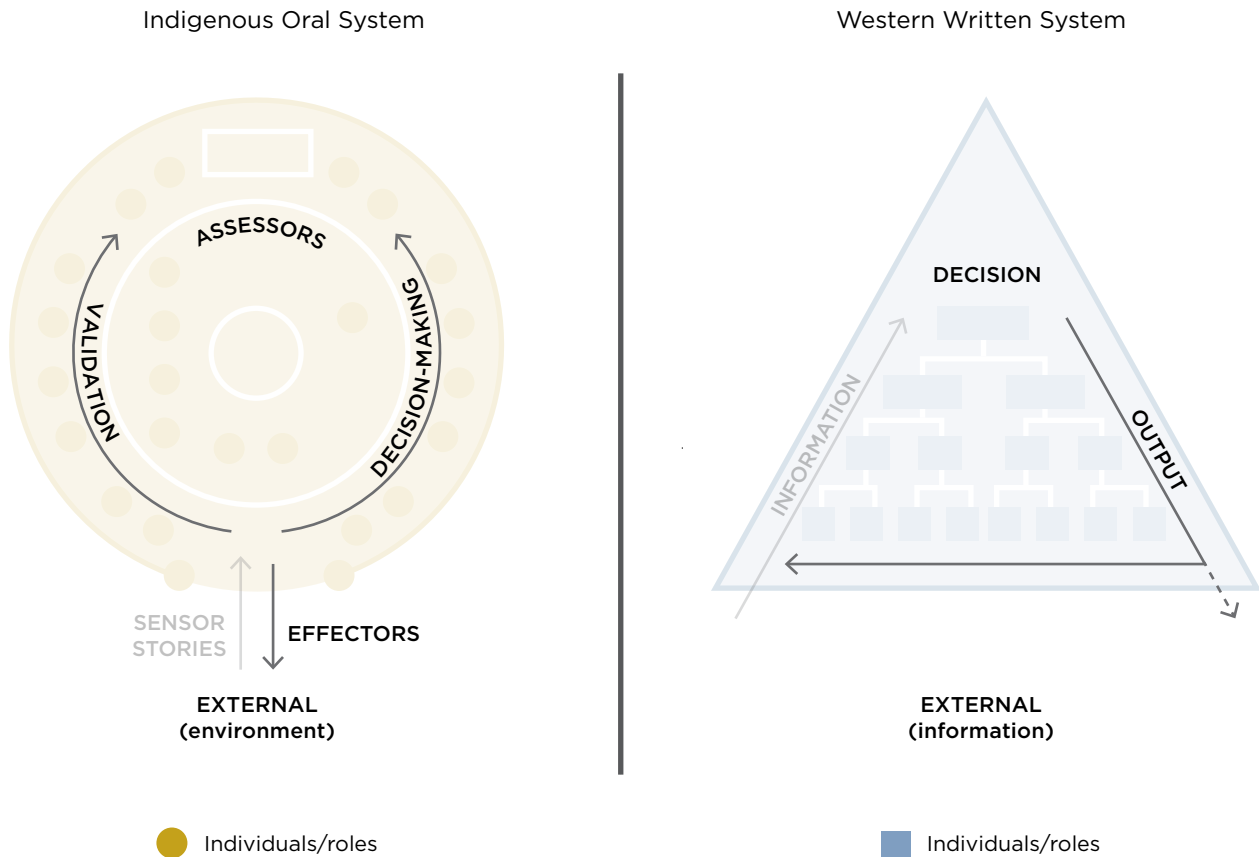 Indigenous Oral System
Western Written System
ASSESSORS
VALIDATION
DECISION-MAKING
SENSOR
STORIES
EFFECTORS
EXTERNAL
(environment)
Individuals/roles
DECISION
INFORMATION
OUTPUT
EXTERNAL
(information)
Individuals/roles